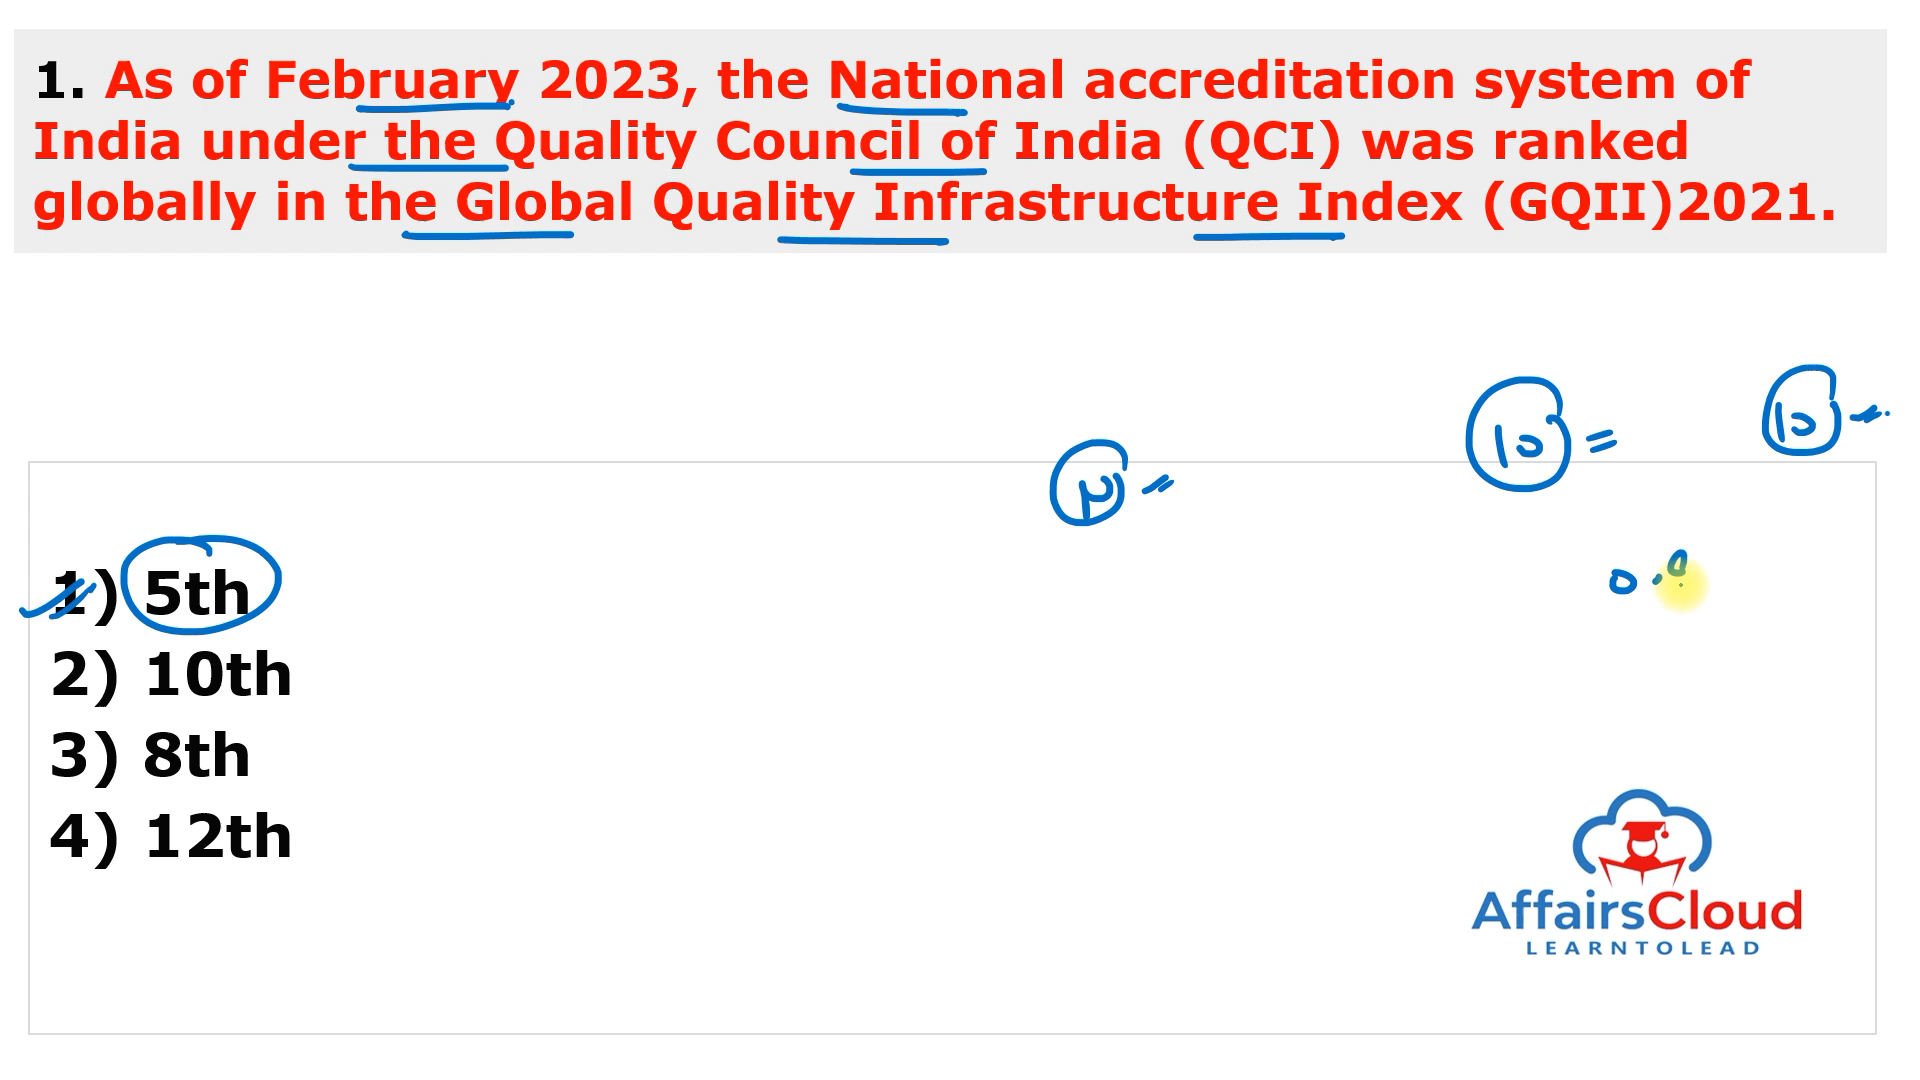 1. As of February 2023, the National accreditation system of
India under the Quality Council of India (QCI) was ranked
globally in the Global Quality Infrastructure Index (GQII)2021.
10 =
10
1) 5th
2) 10th
3) 8th
4) 12th
AffairsCloud
LEARNTOLEAD